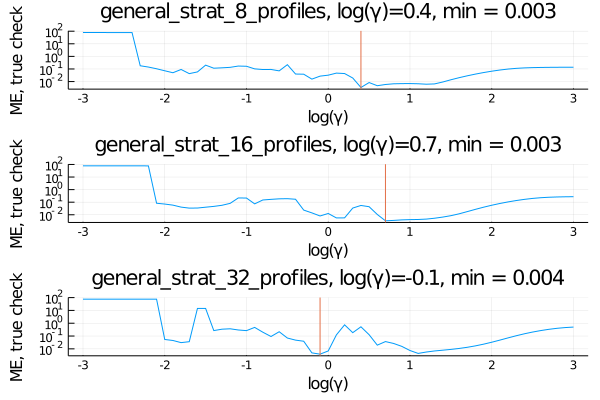 general_strat_8_profiles, log(γ)=0.4, min = 0.003
ME, true check
10²
10¹
10⁰
10⁻¹
10⁻²
-3 -2 -1 0 1 2 3
log(γ)
general_strat_16_profiles, log(γ)=0.7, min = 0.003
ME, true check
10²
10¹
10⁰
10⁻¹
10⁻²
-3 -2 -1 0 1 2 3
log(γ)
general_strat_32_profiles, log(γ)=-0.1, min = 0.004
ME, true check
10²
10¹
10⁰
10⁻¹
10⁻²
-3 -2 -1 0 1 2 3
log(γ)